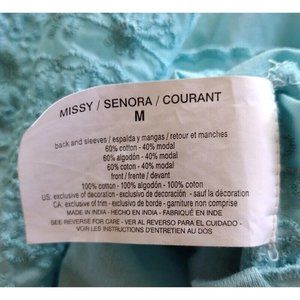 MISSY / SENORA / COURANT
M
back and sleeves / espalda y mangas / retour et manches
60% cotton - 40% modal
60% algodón - 40% modal
60% coton - 40% modal
front / frente / devant
100% cotton - 100% algodón - 100% coton
US: exclusive of decoration - exclusivo de decoración - sauf de la décoration
CA: exclusive of trim - exclusivo de borde - garniture non comprise
MADE IN INDIA - HECHO EN INDIA - FABRIQUÉ EN INDE
SEE REVERSE FOR CARE - VER AL REVERSO PARA EL CUIDADO -
VOIR LES INSTRUCTIONS D'ENTRETIEN AU DOS